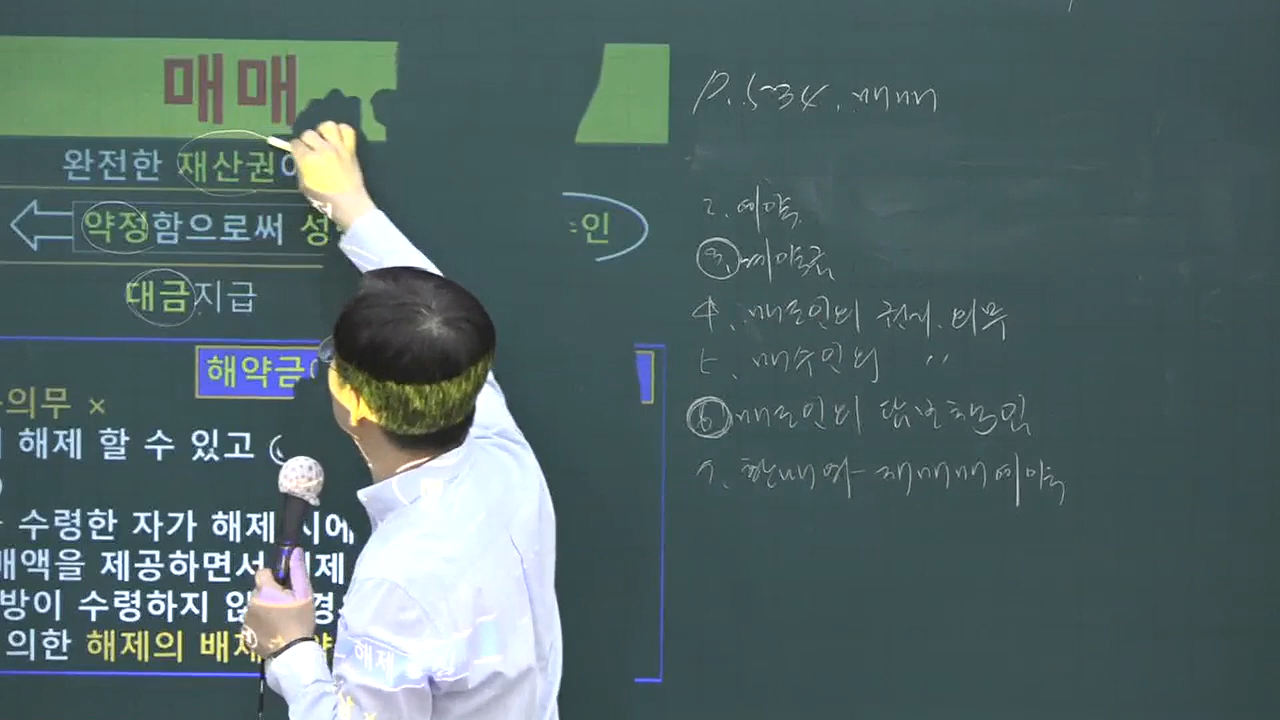 매매
완전한 재산권이
약정함으로써 성
인
대금지급
해약금
의무 ×
해제 할 수 있고
수령한 자가 해제 시에
배액을 제공하면서 해제
방이 수령하지 않
의한 해제의 배제
P. 534. 매매
2. 예약
3. 계약금
4. 매도인의 권리. 의무
5. 매수인의 〃
6. 매도인의 담보책임
7. 환매와 재매매예약